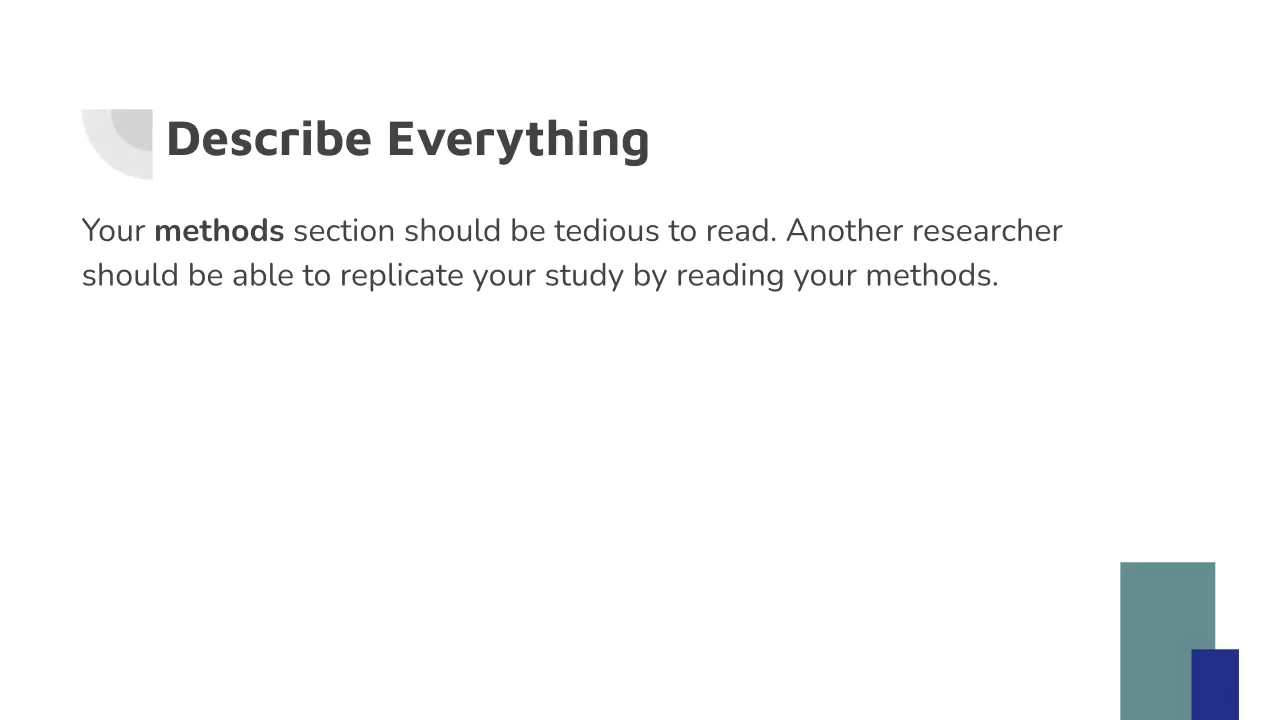 Describe Everything
Your methods section should be tedious to read. Another researcher
should be able to replicate your study by reading your methods.